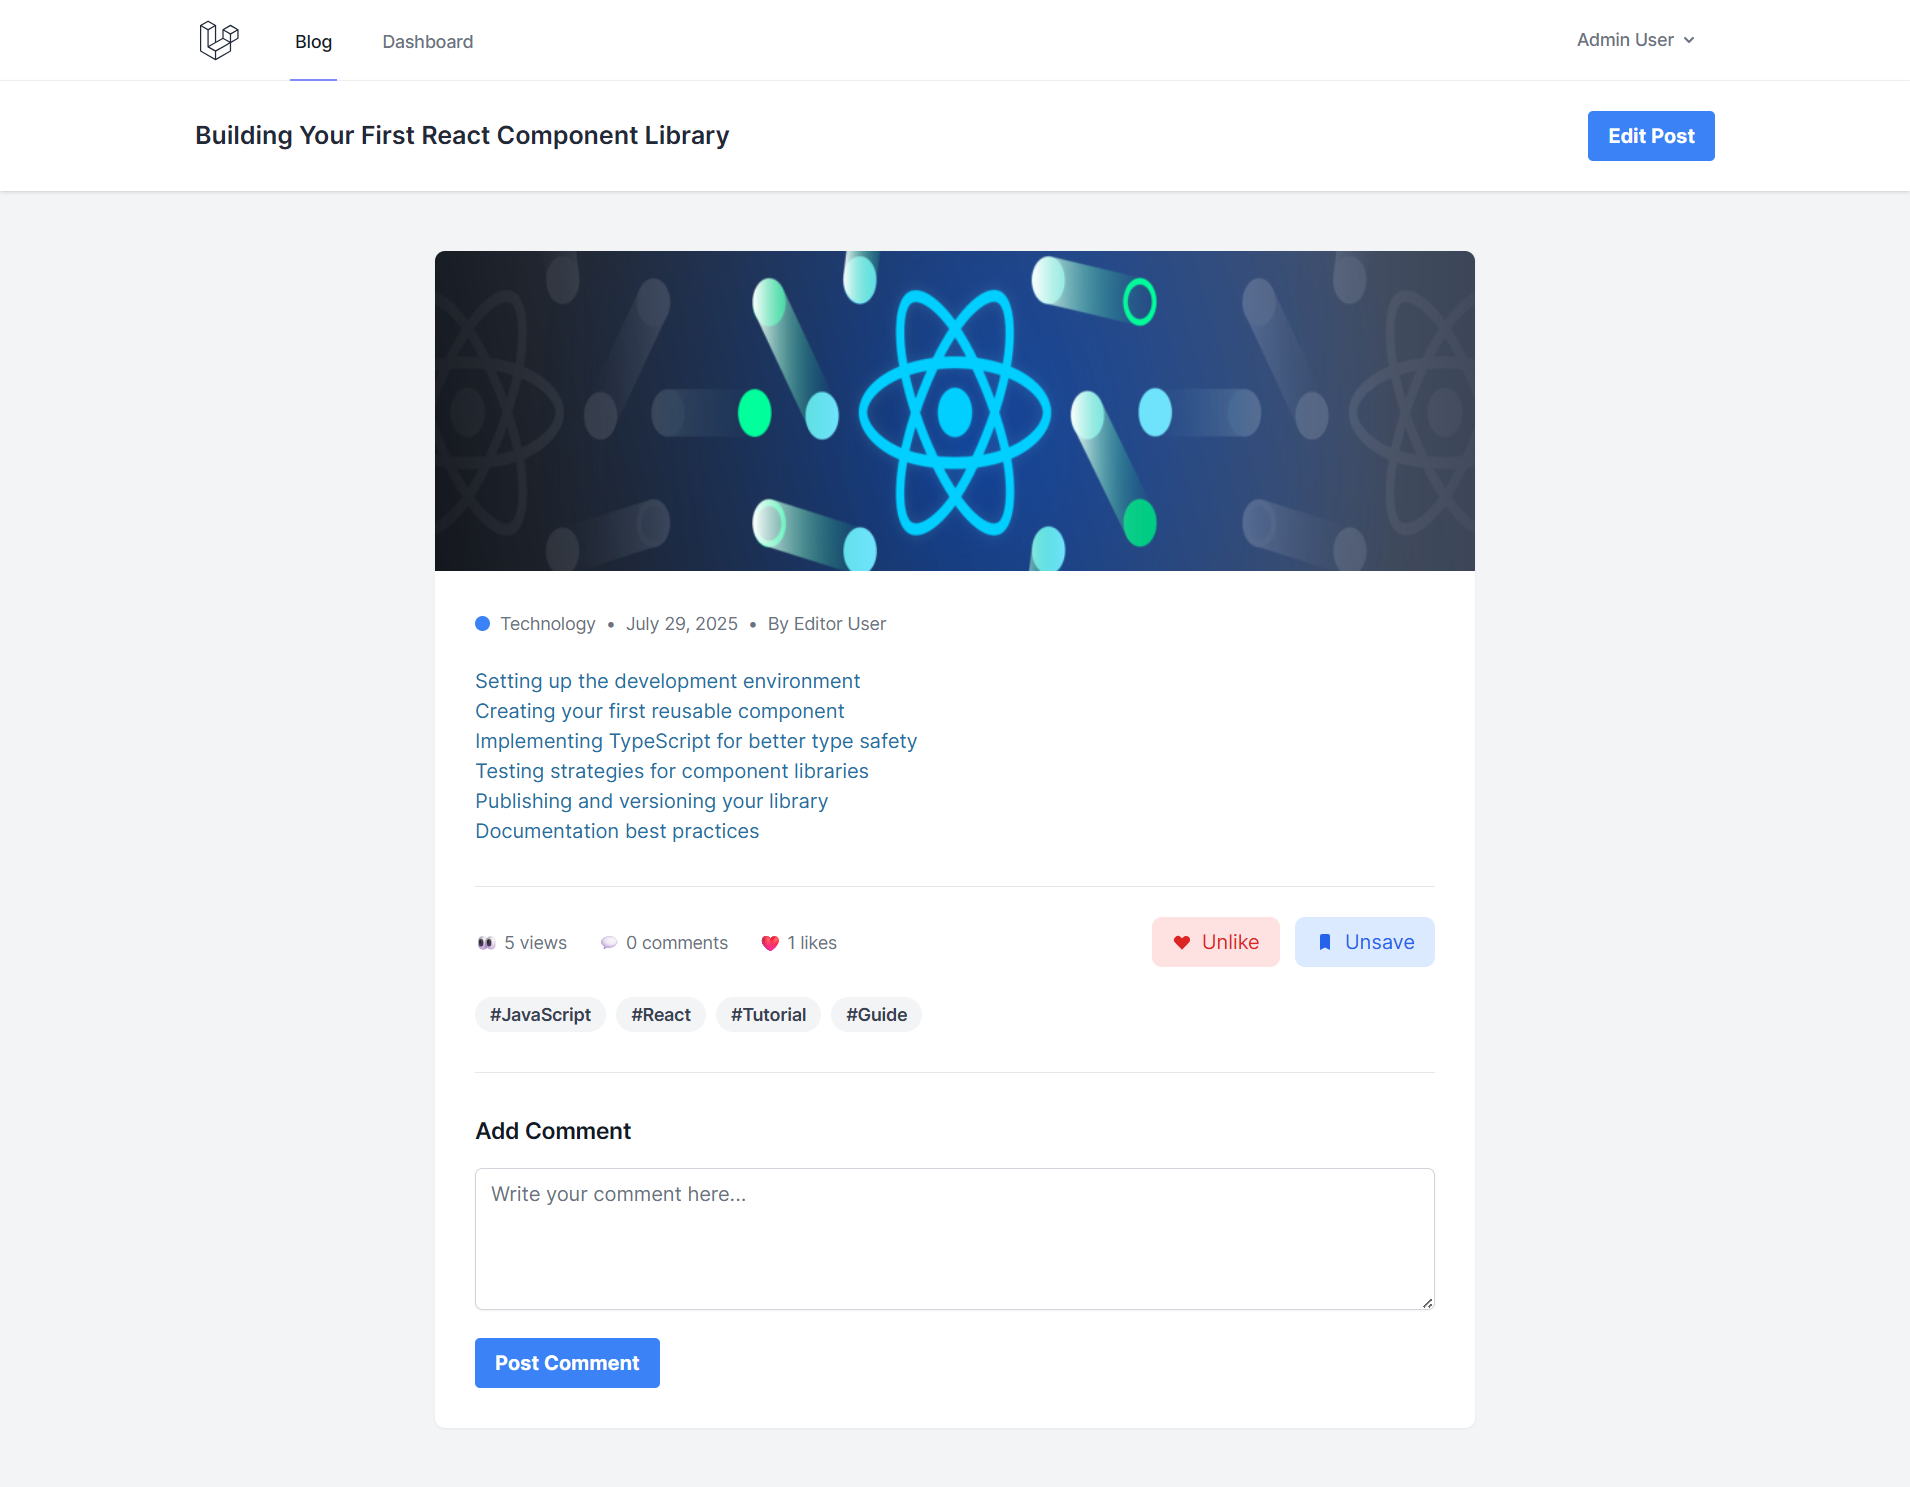 Blog
Dashboard
Admin User
Building Your First React Component Library
Edit Post
Technology • July 29, 2025 • By Editor User
Setting up the development environment
Creating your first reusable component
Implementing TypeScript for better type safety
Testing strategies for component libraries
Publishing and versioning your library
Documentation best practices
5 views
0 comments
1 likes
Unlike
Unsave
#JavaScript
#React
#Tutorial
#Guide
Add Comment
Write your comment here...
Post Comment